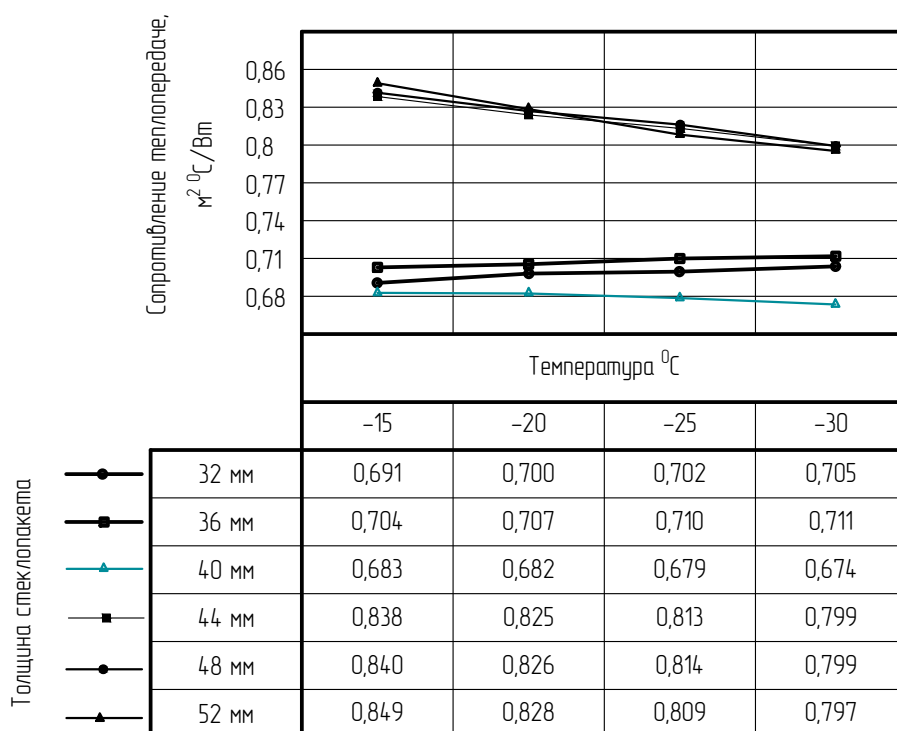 Сопротивление теплопередаче,
м² ⁰С/Вт
0,86
0,83
0,8
0,77
0,74
0,71
0,68
Температура ⁰С
−15 −20 −25 −30
Толщина стеклопакета
32 мм 0,691 0,700 0,702 0,705
36 мм 0,704 0,707 0,710 0,711
40 мм 0,683 0,682 0,679 0,674
44 мм 0,838 0,825 0,813 0,799
48 мм 0,840 0,826 0,814 0,799
52 мм 0,849 0,828 0,809 0,797